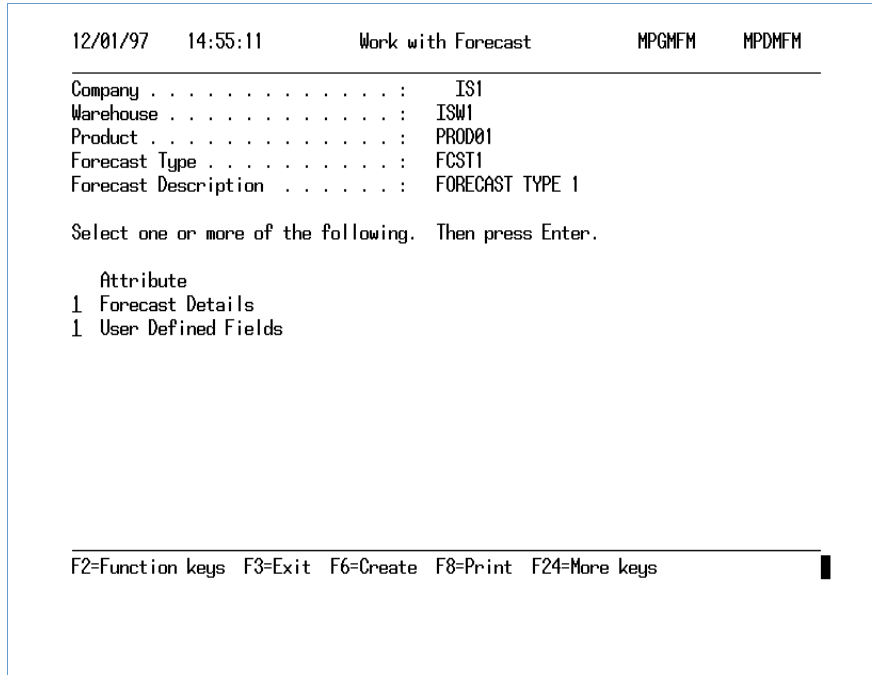 12/01/97    14:55:11          Work with Forecast           MPGMFM     MPDMFM
Company . . . . . . . . . . . . . :     IS1
Warehouse . . . . . . . . . . . . :   ISW1
Product . . . . . . . . . . . . . :   PROD01
Forecast Type . . . . . . . . . . :   FCST1
Forecast Description  . . . . . . :   FORECAST TYPE 1
Select one or more of the following.  Then press Enter.
   Attribute
1  Forecast Details
1  User Defined Fields
F2=Function keys  F3=Exit  F6=Create  F8=Print  F24=More keys